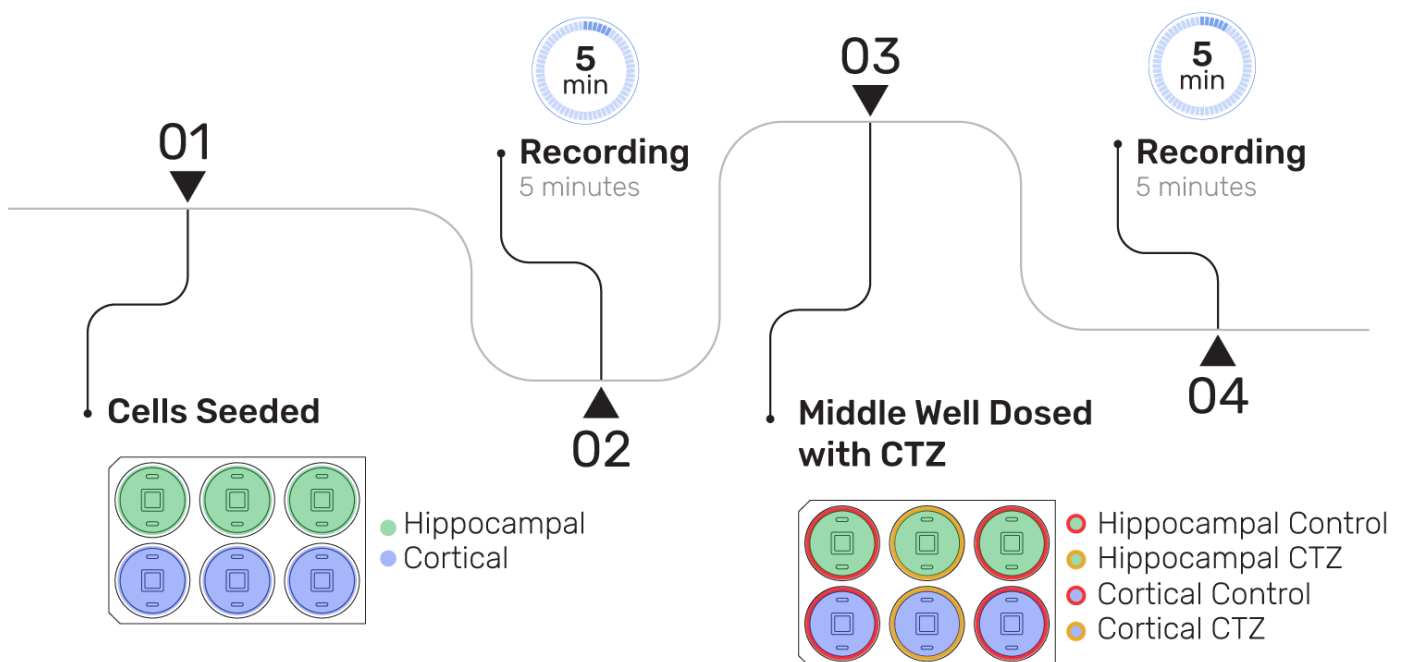 01
Cells Seeded
Hippocampal
Cortical
5
min
Recording
5 minutes
02
03
Middle Well Dosed
with CTZ
Hippocampal Control
Hippocampal CTZ
Cortical Control
Cortical CTZ
5
min
Recording
5 minutes
04